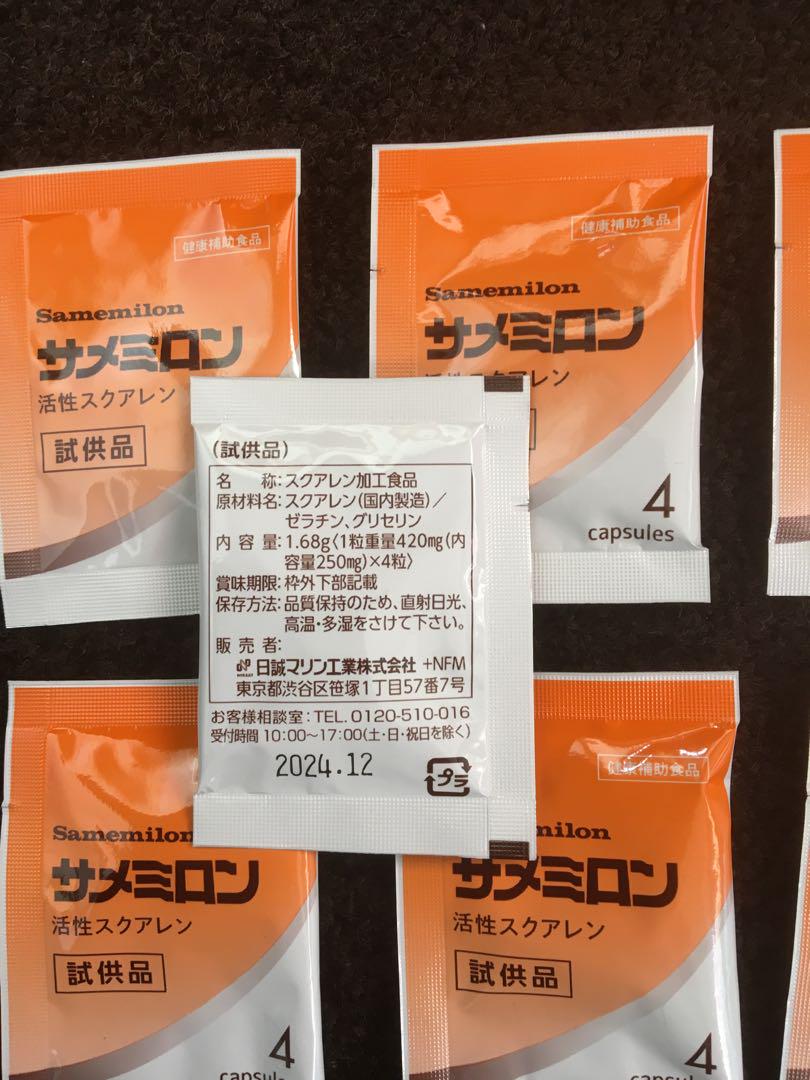 健康補助食品
Samemilon
サメミロン
活性スクアレン
試供品
健康補助食品
Samemilon
サメミロン
レン
4
capsules
(試供品)
名 称:スクアレン加工食品
原材料名:スクアレン(国内製造)/
ゼラチン、グリセリン
内容量:1.68g〈1粒重量420mg(内
容量250mg)×4粒〉
賞味期限:枠外下部記載
保存方法:品質保持のため、直射日光、
高温・多湿をさけて下さい。
販売者:
日誠マリン工業株式会社 +NFM
東京都渋谷区笹塚1丁目57番7号
お客様相談室:TEL.0120-510-016
受付時間 10:00〜17:00(土・日・祝日を除く)
2024.12
プラ
Samemilon
サメミロン
活性スクアレン
試供品
4
capsules
健康補助食品
milon
サメミロン
活性スクアレン
試供品
4
capsules